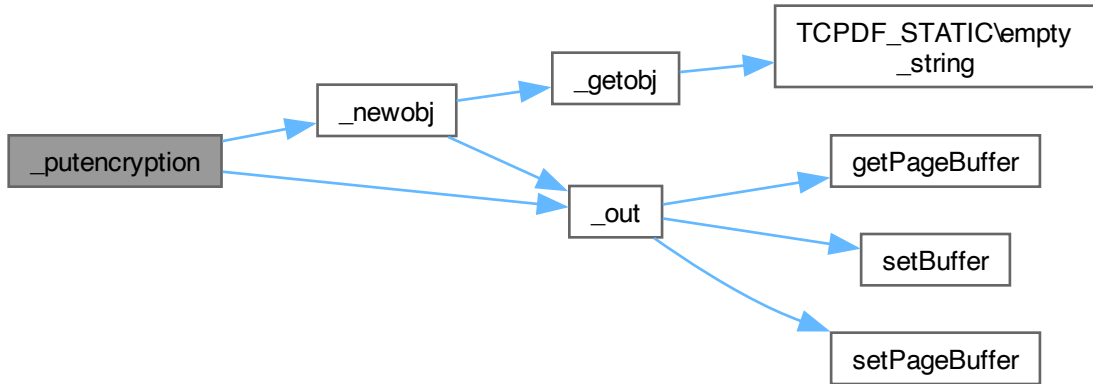 TCPDF_STATIC\empty
_string
_getobj
_newobj
_putencryption
getPageBuffer
_out
setBuffer
setPageBuffer